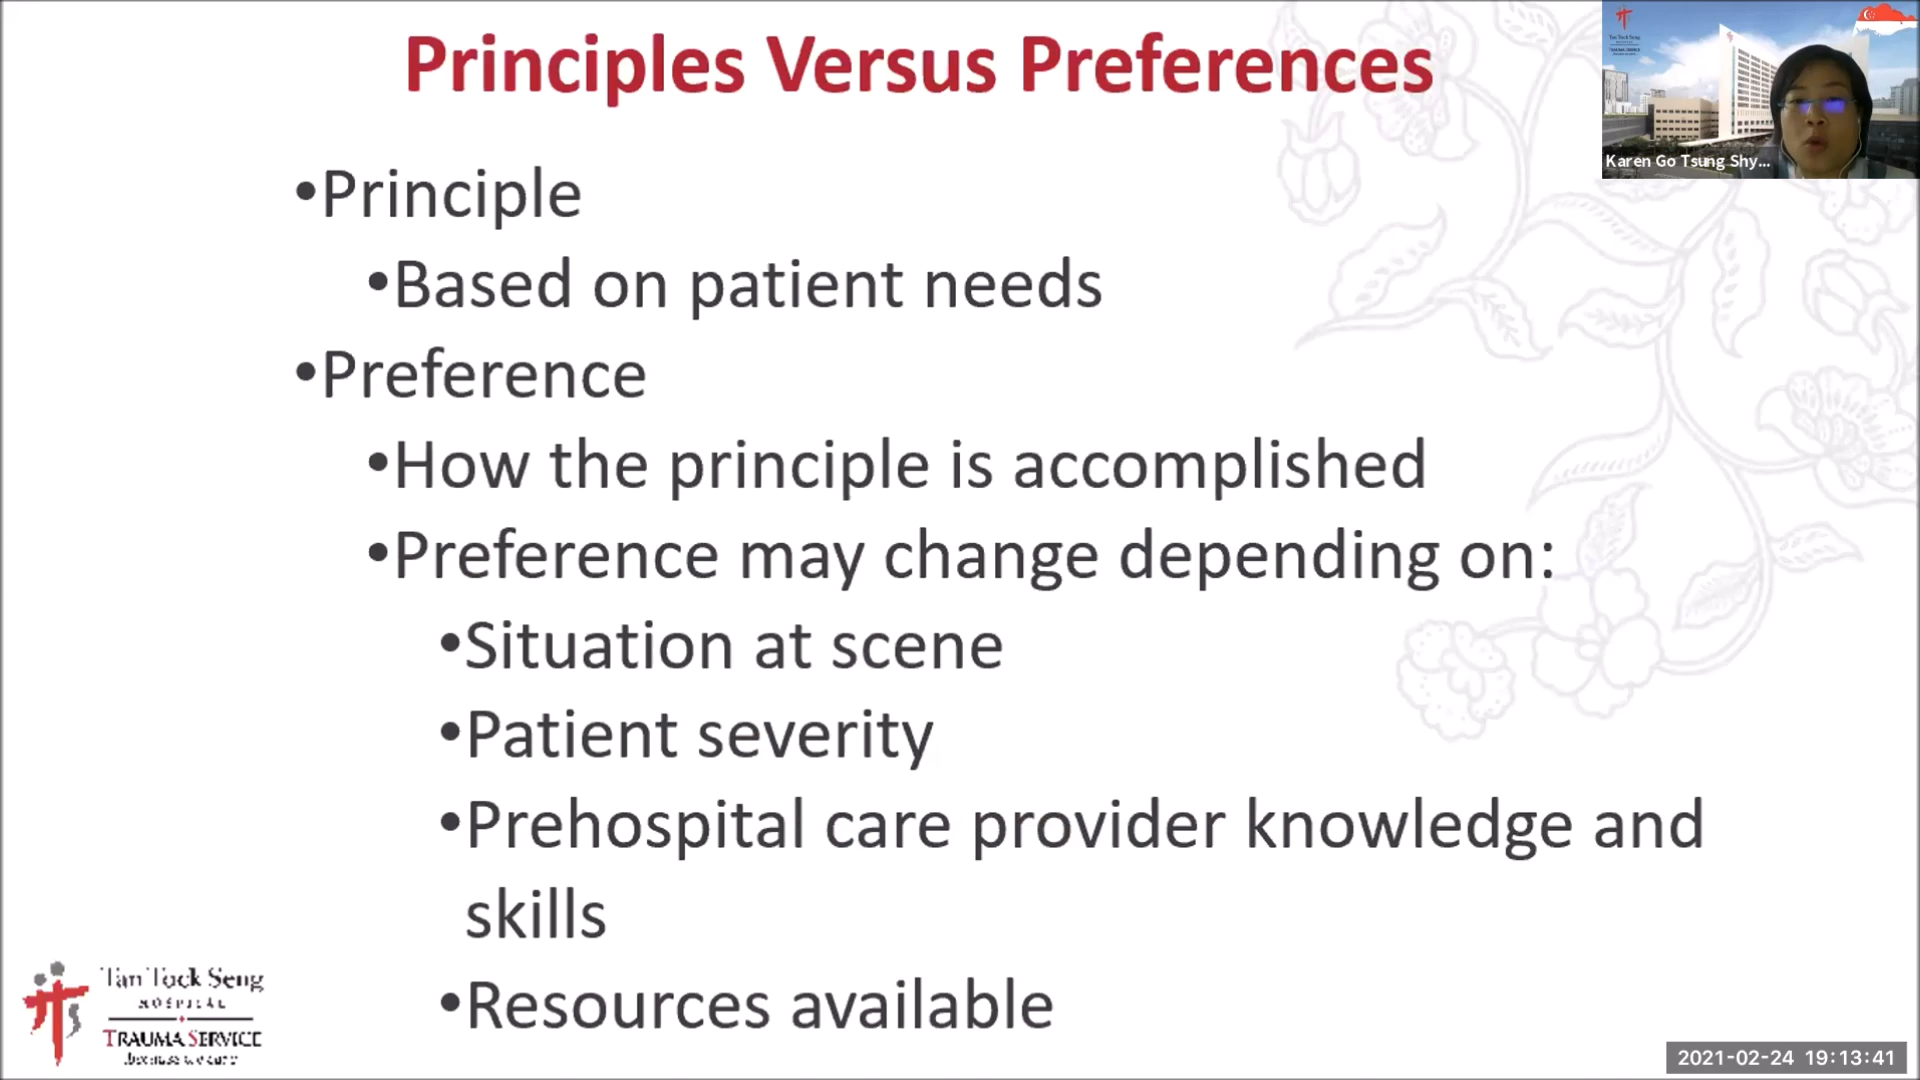 Principles Versus Preferences
Karen Go Tsung Shy...
•Principle
•Based on patient needs
•Preference
•How the principle is accomplished
•Preference may change depending on:
•Situation at scene
•Patient severity
•Prehospital care provider knowledge and
skills
•Resources available
Tan Tock Seng
HOSPITAL
TRAUMA SERVICE
2021-02-24 19:13:41